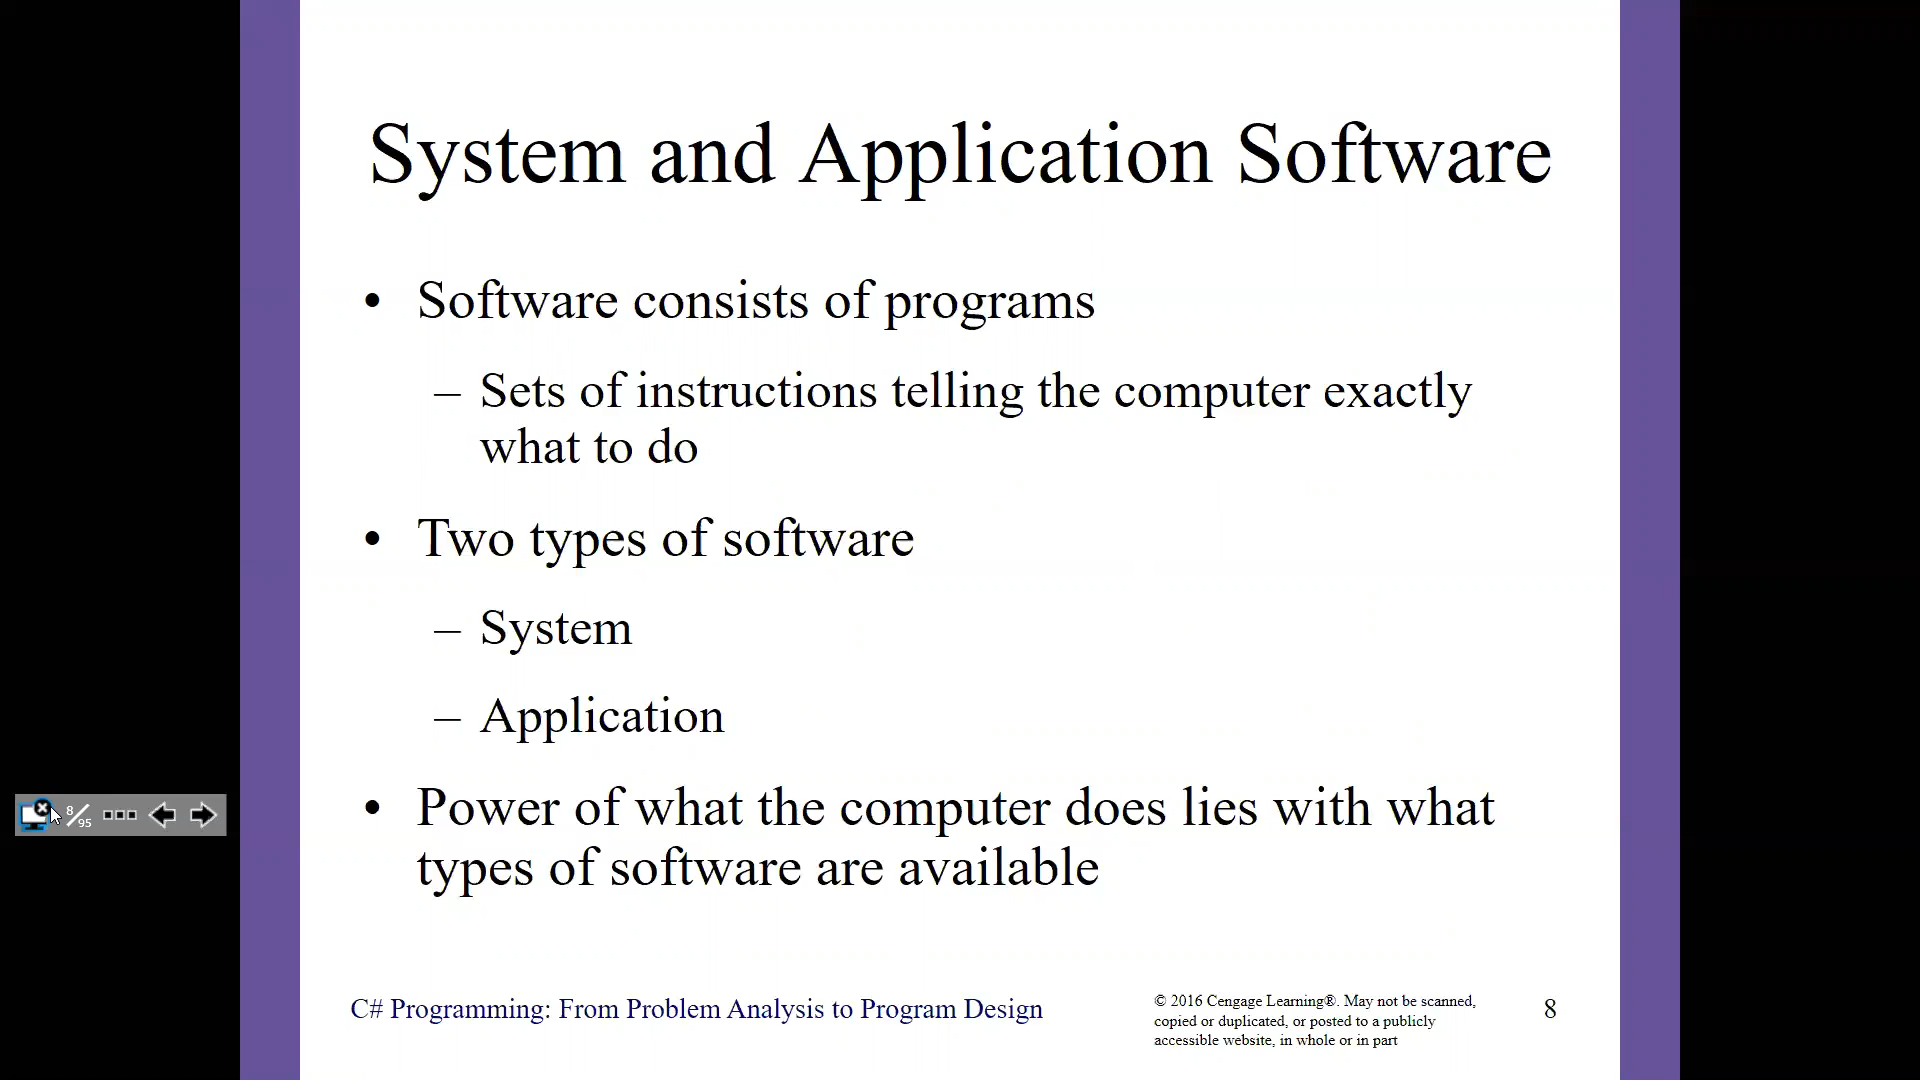 System and Application Software
• Software consists of programs
– Sets of instructions telling the computer exactly
what to do
• Two types of software
– System
– Application
• Power of what the computer does lies with what
types of software are available
8/95
C# Programming: From Problem Analysis to Program Design
© 2016 Cengage Learning®. May not be scanned,
copied or duplicated, or posted to a publicly
accessible website, in whole or in part
8